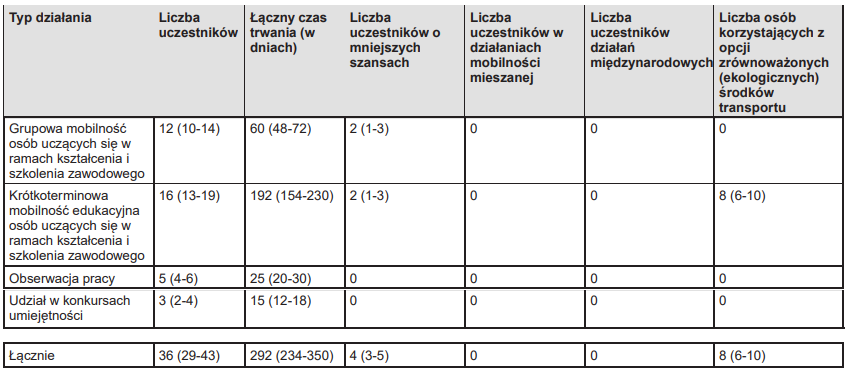 Typ działania
Liczba
uczestników
Łączny czas
trwania (w
dniach)
Liczba
uczestników o
mniejszych
szansach
Liczba
uczestników w
działaniach
mobilności
mieszanej
Liczba
uczestników
działań
międzynarodowych
Liczba osób
korzystających z
opcji
zrównoważonych
(ekologicznych)
środków
transportu
Grupowa mobilność
osób uczących się w
ramach kształcenia i
szkolenia zawodowego
12 (10-14)
60 (48-72)
2 (1-3)
0
0
0
Krótkoterminowa
mobilność edukacyjna
osób uczących się w
ramach kształcenia i
szkolenia zawodowego
16 (13-19)
192 (154-230)
2 (1-3)
0
0
8 (6-10)
Obserwacja pracy
5 (4-6)
25 (20-30)
0
0
0
0
Udział w konkursach
umiejętności
3 (2-4)
15 (12-18)
0
0
0
0
Łącznie
36 (29-43)
292 (234-350)
4 (3-5)
0
0
8 (6-10)